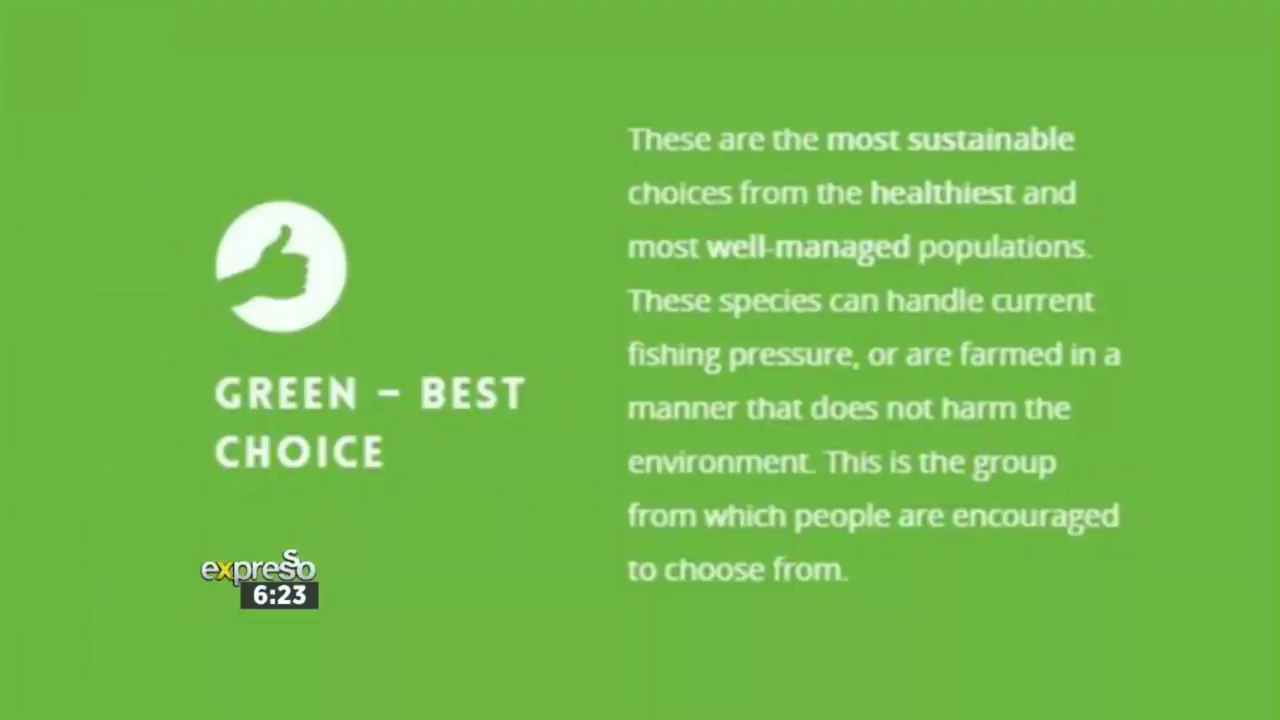 These are the most sustainable
choices from the healthiest and
most well-managed populations.
These species can handle current
fishing pressure, or are farmed in a
manner that does not harm the
environment. This is the group
from which people are encouraged
to choose from.
GREEN – BEST
CHOICE
expresso
6:23